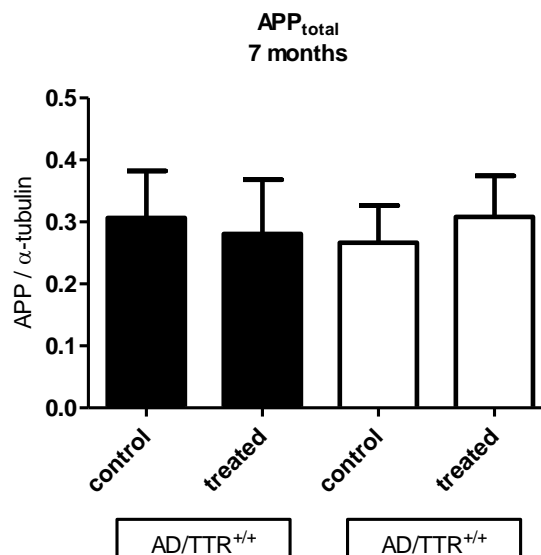 APP_total
7 months
0.5
0.4
0.3
0.2
0.1
0.0
APP / α-tubulin
control
treated
control
treated
AD/TTR^+/+
AD/TTR^+/+